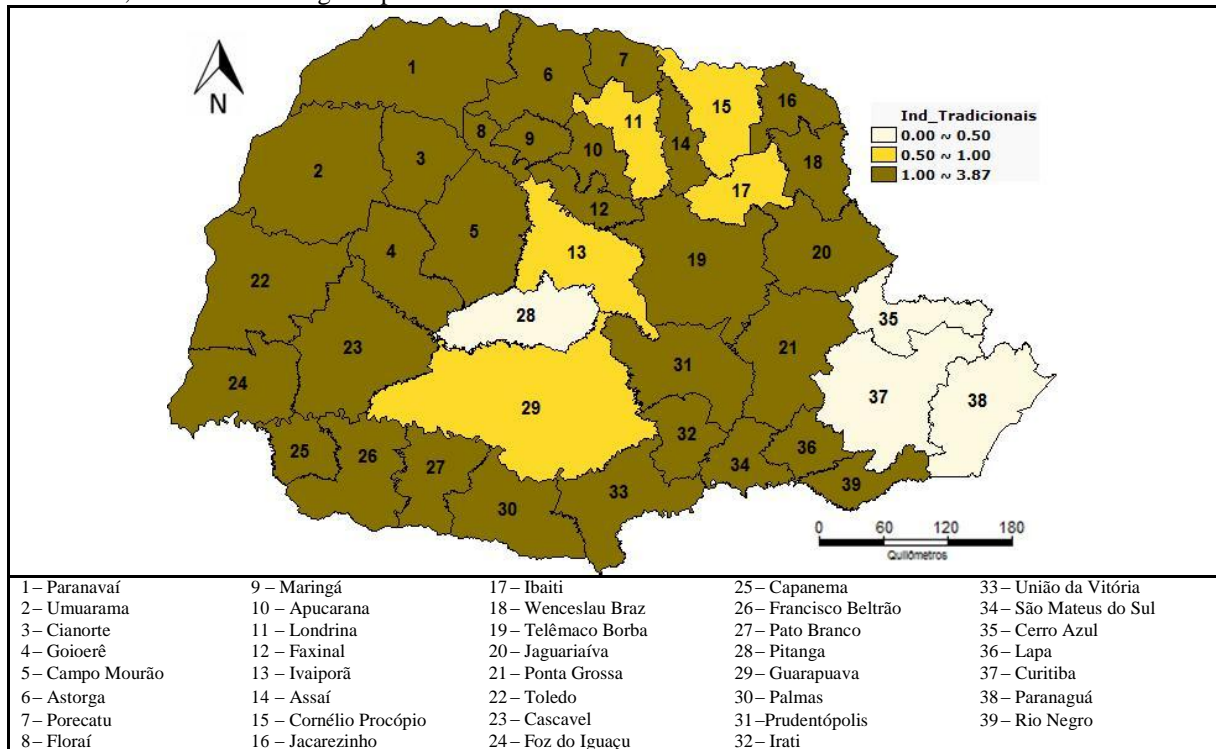 1
2
3
4
5
6
7
8
9
10
11
12
13
14
15
16
17
18
19
20
21
22
23
24
25
26
27
28
29
30
31
32
33
34
35
36
37
38
39
N
Ind_Tradicionais
0.00 ~ 0.50
0.50 ~ 1.00
1.00 ~ 3.87
0 60 120 180
Quilômetros
1 – Paranavaí 9 – Maringá 17 – Ibaiti 25 – Capanema 33 – União da Vitória
2 – Umuarama 10 – Apucarana 18 – Wenceslau Braz 26 – Francisco Beltrão 34 – São Mateus do Sul
3 – Cianorte 11 – Londrina 19 – Telêmaco Borba 27 – Pato Branco 35 – Cerro Azul
4 – Goioerê 12 – Faxinal 20 – Jaguariaíva 28 – Pitanga 36 – Lapa
5 – Campo Mourão 13 – Ivaiporã 21 – Ponta Grossa 29 – Guarapuava 37 – Curitiba
6 – Astorga 14 – Assaí 22 – Toledo 30 – Palmas 38 – Paranaguá
7 – Porecatu 15 – Cornélio Procópio 23 – Cascavel 31–Prudentópolis 39 – Rio Negro
8 – Floraí 16 – Jacarezinho 24 – Foz do Iguaçu 32 – Irati